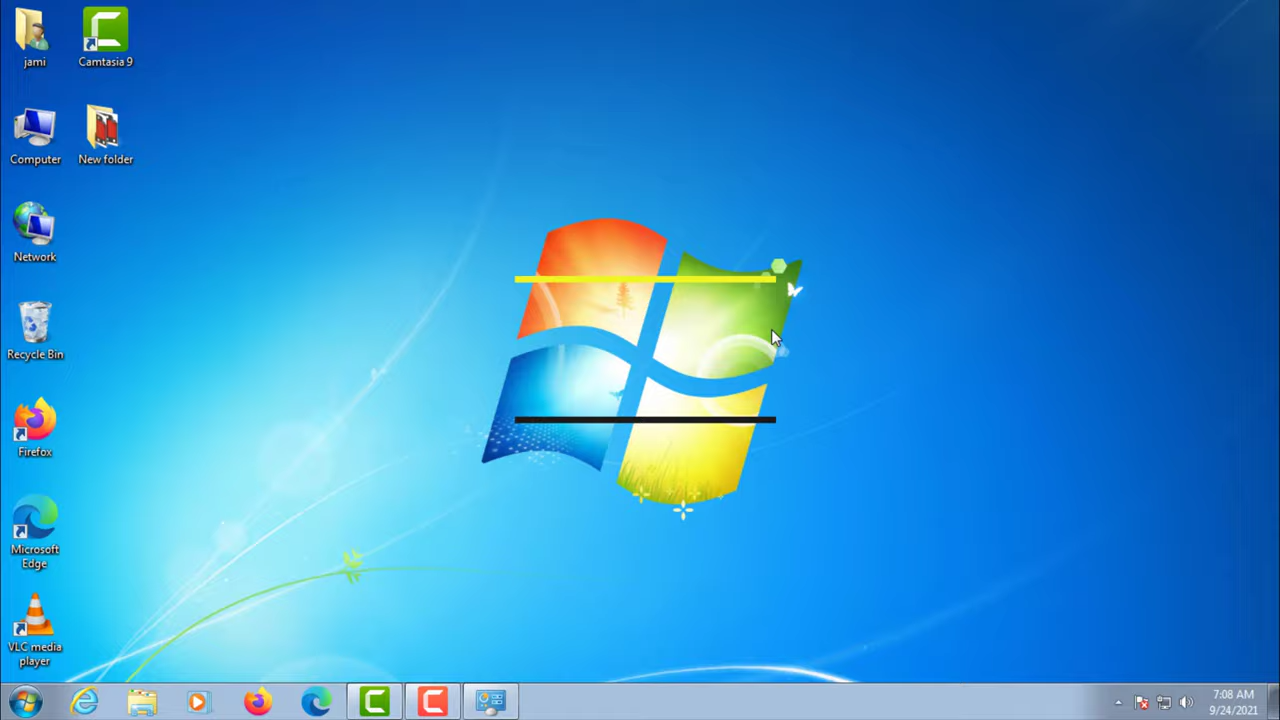 jami
Camtasia 9
Computer
New folder
Network
Recycle Bin
Firefox
Microsoft
Edge
VLC media
player
7:08 AM
9/24/2021